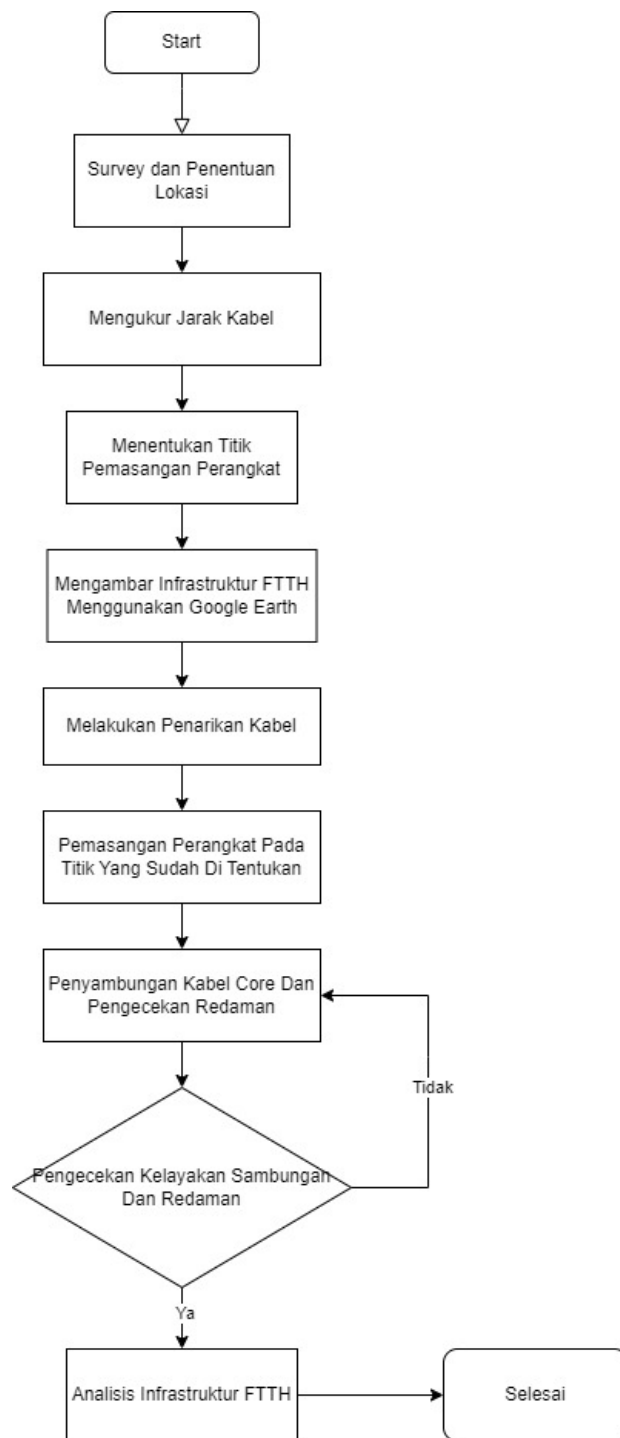 Start
Survey dan Penentuan
Lokasi
Mengukur Jarak Kabel
Menentukan Titik
Pemasangan Perangkat
Mengambar Infrastruktur FTTH
Menggunakan Google Earth
Melakukan Penarikan Kabel
Pemasangan Perangkat Pada
Titik Yang Sudah Di Tentukan
Penyambungan Kabel Core Dan
Pengecekan Redaman
Tidak
Pengecekan Kelayakan Sambungan
Dan Redaman
Ya
Analisis Infrastruktur FTTH
Selesai